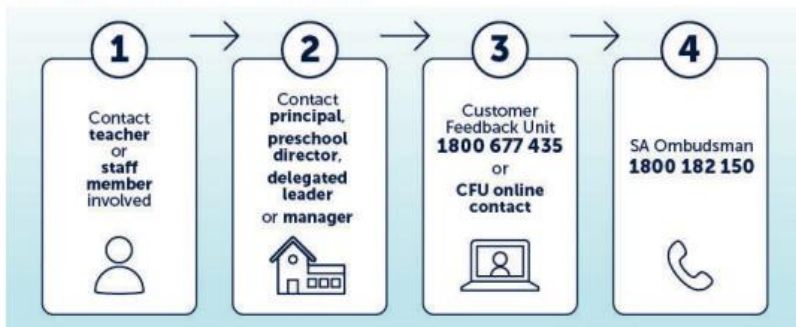 1
Contact
teacher
or
staff
member
involved
2
Contact
principal,
preschool
director,
delegated
leader
or manager
3
Customer
Feedback Unit
1800 677 435
or
CFU online
contact
4
SA Ombudsman
1800 182 150